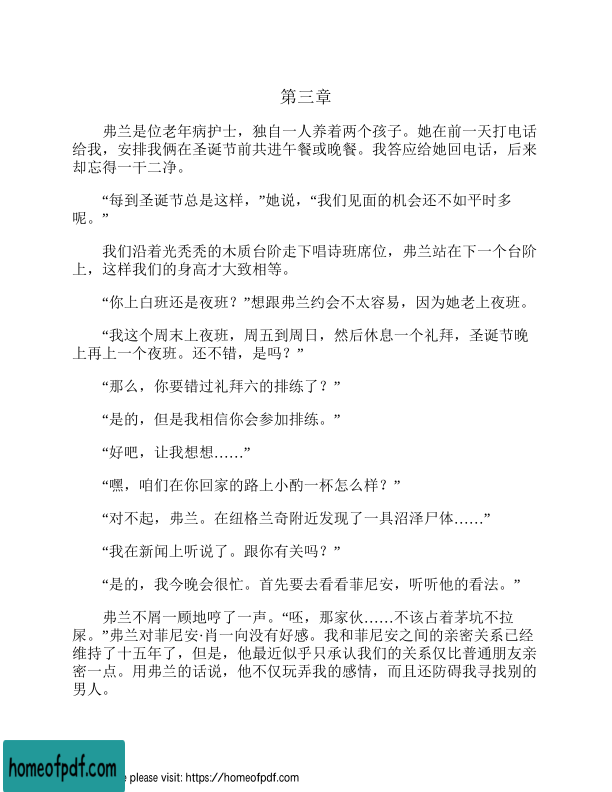 第三章
弗兰是位老年病护士，独自一人养着两个孩子。她在前一天打电话
给我，安排我俩在圣诞节前共进午餐或晚餐。我答应给她回电话，后来
却忘得一干二净。
“每到圣诞节总是这样，”她说，“我们见面的机会还不如平时多
呢。”
我们沿着光秃秃的木质台阶走下唱诗班席位，弗兰站在下一个台阶
上，这样我们的身高才大致相等。
“你上白班还是夜班？”想跟弗兰约会不太容易，因为她老上夜班。
“我这个周末上夜班，周五到周日，然后休息一个礼拜，圣诞节晚
上再上一个夜班。还不错，是吗？”
“那么，你要错过礼拜六的排练了？”
“是的，但是我相信你会参加排练。”
“好吧，让我想想……”
“嘿，咱们在你回家的路上小酌一杯怎么样？”
“对不起，弗兰。在纽格兰奇附近发现了一具沼泽尸体……”
“我在新闻上听说了。跟你有关吗？”
“是的，我今晚会很忙。首先要去看看菲尼安，听听他的看法。”
弗兰不屑一顾地哼了一声。“呸，那家伙……不该占着茅坑不拉
屎。”弗兰对菲尼安·肖一向没有好感。我和菲尼安之间的亲密关系已经
维持了十五年了，但是，他最近似乎只承认我们的关系仅比普通朋友亲
密一点。用弗兰的话说，他不仅玩弄我的感情，而且还防碍我寻找别的
男人。
homeofpdf.com
e please visit: https://homeofpdf.com